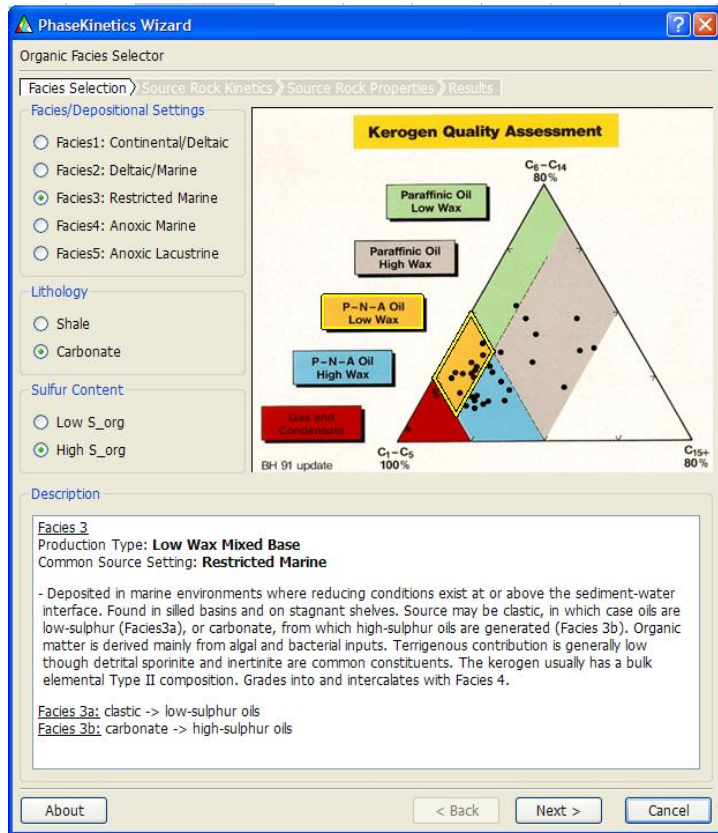 PhaseKinetics Wizard
Organic Facies Selector
Facies Selection
Source Rock Kinetics
Source Rock Properties
Results
Facies/Depositional Settings
Facies1: Continental/Deltaic
Facies2: Deltaic/Marine
Facies3: Restricted Marine
Facies4: Anoxic Marine
Facies5: Anoxic Lacustrine
Lithology
Shale
Carbonate
Sulfur Content
Low S_org
High S_org
Kerogen Quality Assessment
C6–C14
80%
Paraffinic Oil
Low Wax
Paraffinic Oil
High Wax
P–N–A Oil
Low Wax
P–N–A Oil
High Wax
Gas and
Condensate
BH 91 update
C1–C5
100%
C15+
80%
Description
Facies 3
Production Type: Low Wax Mixed Base
Common Source Setting: Restricted Marine
- Deposited in marine environments where reducing conditions exist at or above the sediment-water
interface. Found in silled basins and on stagnant shelves. Source may be clastic, in which case oils are
low-sulphur (Facies3a), or carbonate, from which high-sulphur oils are generated (Facies 3b). Organic
matter is derived mainly from algal and bacterial inputs. Terrigenous contribution is generally low
though detrital sporinite and inertinite are common constituents. The kerogen usually has a bulk
elemental Type II composition. Grades into and intercalates with Facies 4.
Facies 3a: clastic -> low-sulphur oils
Facies 3b: carbonate -> high-sulphur oils
About
< Back
Next >
Cancel